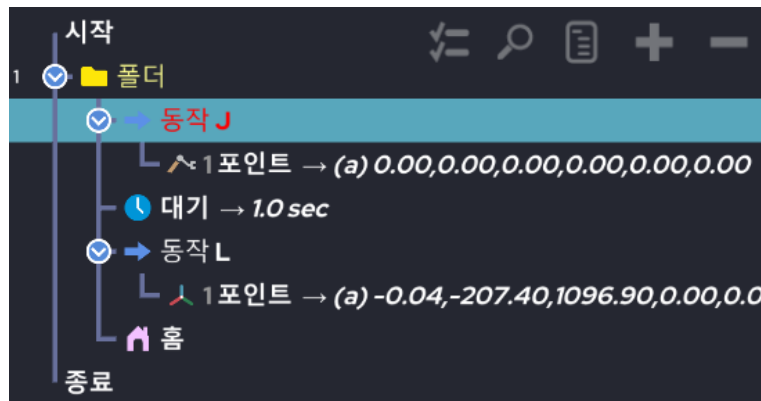 시작
1 폴더
동작 J
1 포인트 → (a) 0.00,0.00,0.00,0.00,0.00,0.00
대기 → 1.0 sec
동작 L
1 포인트 → (a) -0.04,-207.40,1096.90,0.00,0.0
홈
종료